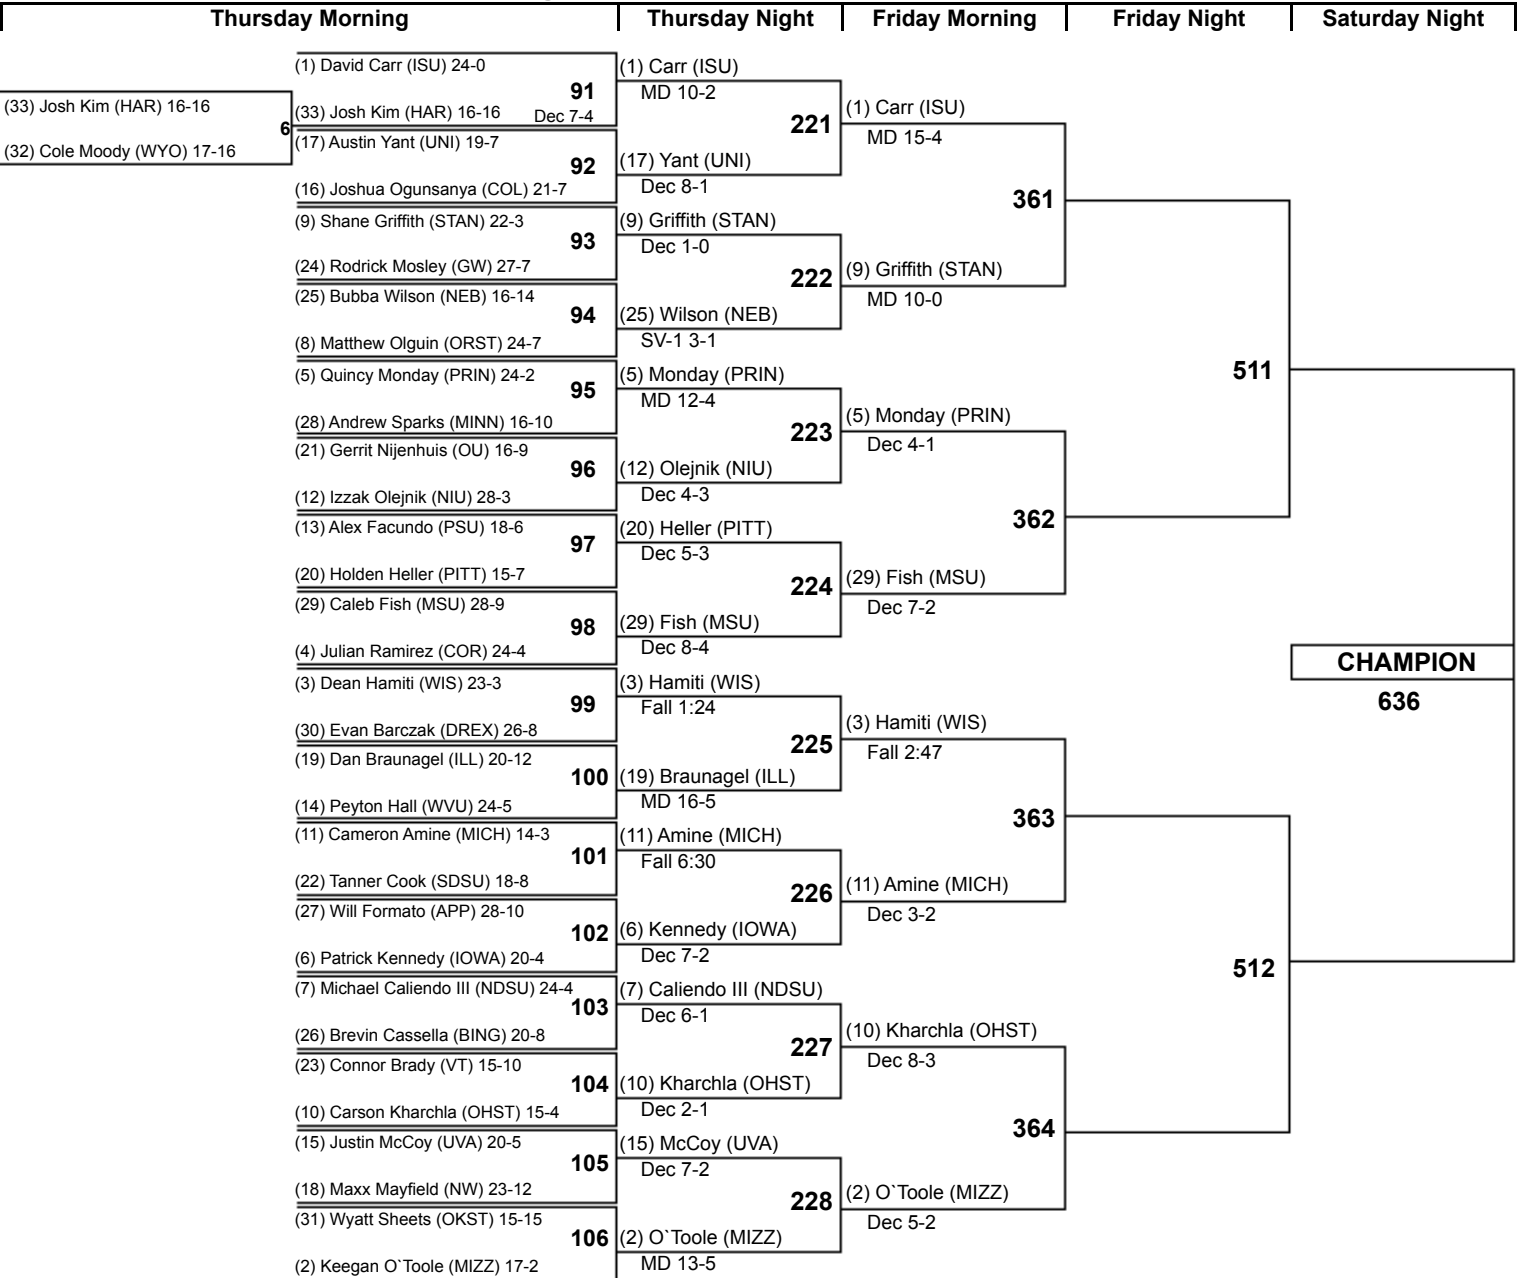 Thursday Morning
Thursday Night
Friday Morning
Friday Night
Saturday Night
(33) Josh Kim (HAR) 16-16
6
(32) Cole Moody (WYO) 17-16
(1) David Carr (ISU) 24-0
91
(33) Josh Kim (HAR) 16-16
Dec 7-4
(17) Austin Yant (UNI) 19-7
92
(16) Joshua Ogunsanya (COL) 21-7
(9) Shane Griffith (STAN) 22-3
93
(24) Rodrick Mosley (GW) 27-7
(25) Bubba Wilson (NEB) 16-14
94
(8) Matthew Olguin (ORST) 24-7
(5) Quincy Monday (PRIN) 24-2
95
(28) Andrew Sparks (MINN) 16-10
(21) Gerrit Nijenhuis (OU) 16-9
96
(12) Izzak Olejnik (NIU) 28-3
(13) Alex Facundo (PSU) 18-6
97
(20) Holden Heller (PITT) 15-7
(29) Caleb Fish (MSU) 28-9
98
(4) Julian Ramirez (COR) 24-4
(3) Dean Hamiti (WIS) 23-3
99
(30) Evan Barczak (DREX) 26-8
(19) Dan Braunagel (ILL) 20-12
100
(14) Peyton Hall (WVU) 24-5
(11) Cameron Amine (MICH) 14-3
101
(22) Tanner Cook (SDSU) 18-8
(27) Will Formato (APP) 28-10
102
(6) Patrick Kennedy (IOWA) 20-4
(7) Michael Caliendo III (NDSU) 24-4
103
(26) Brevin Cassella (BING) 20-8
(23) Connor Brady (VT) 15-10
104
(10) Carson Kharchla (OHST) 15-4
(15) Justin McCoy (UVA) 20-5
105
(18) Maxx Mayfield (NW) 23-12
(31) Wyatt Sheets (OKST) 15-15
106
(2) Keegan O`Toole (MIZZ) 17-2
(1) Carr (ISU)
MD 10-2
221
(17) Yant (UNI)
Dec 8-1
(9) Griffith (STAN)
Dec 1-0
222
(25) Wilson (NEB)
SV-1 3-1
(5) Monday (PRIN)
MD 12-4
223
(12) Olejnik (NIU)
Dec 4-3
(20) Heller (PITT)
Dec 5-3
224
(29) Fish (MSU)
Dec 8-4
(3) Hamiti (WIS)
Fall 1:24
225
(19) Braunagel (ILL)
MD 16-5
(11) Amine (MICH)
Fall 6:30
226
(6) Kennedy (IOWA)
Dec 7-2
(7) Caliendo III (NDSU)
Dec 6-1
227
(10) Kharchla (OHST)
Dec 2-1
(15) McCoy (UVA)
Dec 7-2
228
(2) O`Toole (MIZZ)
MD 13-5
(1) Carr (ISU)
MD 15-4
361
(9) Griffith (STAN)
MD 10-0
(5) Monday (PRIN)
Dec 4-1
362
(29) Fish (MSU)
Dec 7-2
(3) Hamiti (WIS)
Fall 2:47
363
(11) Amine (MICH)
Dec 3-2
(10) Kharchla (OHST)
Dec 8-3
364
(2) O`Toole (MIZZ)
Dec 5-2
511
512
CHAMPION
636